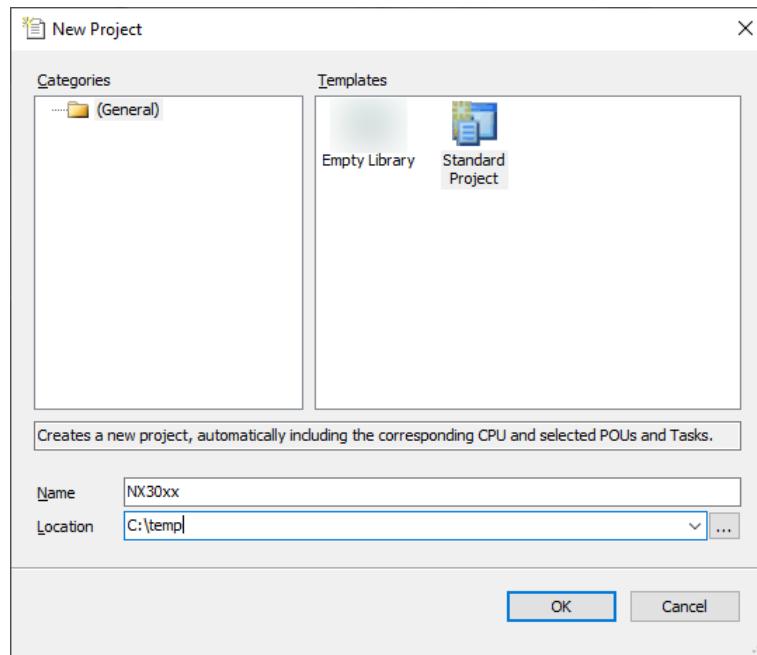 New Project
Categories
Templates
(General)
Empty Library
Standard
Project
Creates a new project, automatically including the corresponding CPU and selected POUs and Tasks.
Name
NX30xx
Location
C:\temp
...
OK
Cancel